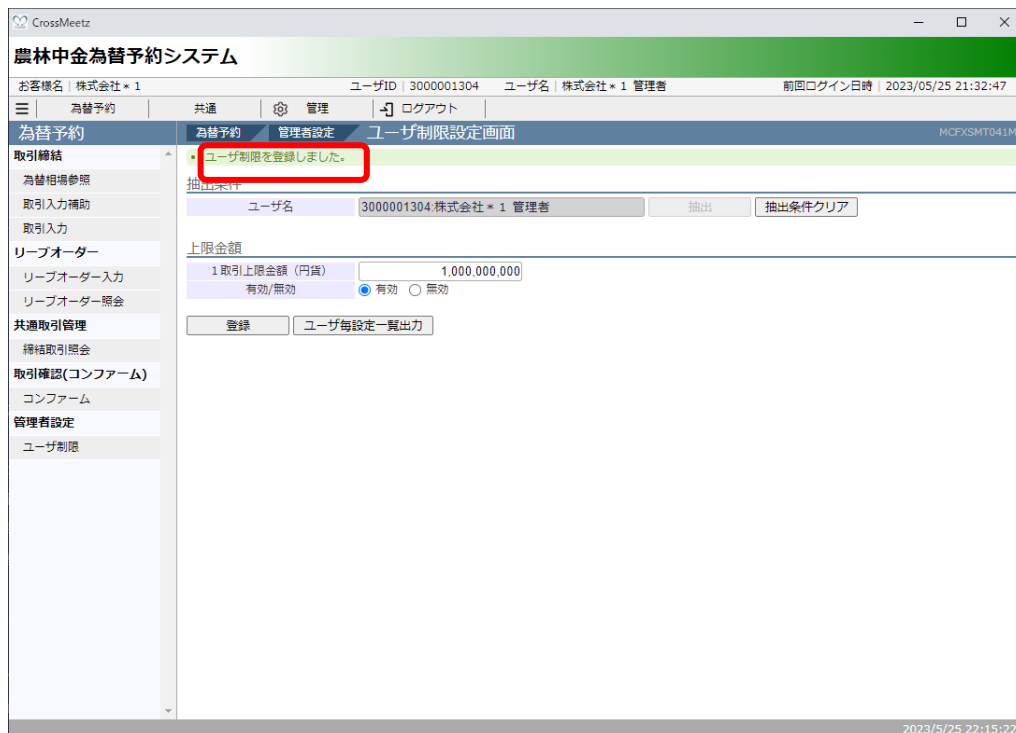 CrossMeetz
農林中金為替予約システム
お客様名 株式会社＊1 ユーザID 3000001304 ユーザ名 株式会社＊1 管理者 前回ログイン日時 2023/05/25 21:32:47
為替予約 共通 管理 ログアウト
為替予約
為替予約 管理者設定 ユーザ制限設定画面 MCFXSMT041M
取引締結
為替相場参照
取引入力補助
取引入力
リーブオーダー
リーブオーダー入力
リーブオーダー照会
共通取引管理
締結取引照会
取引確認(コンファーム)
コンファーム
管理者設定
ユーザ制限
• ユーザ制限を登録しました。
抽出条件
ユーザ名 3000001304:株式会社＊1 管理者 抽出 抽出条件クリア
上限金額
1取引上限金額（円貨） 1,000,000,000
有効/無効 有効 無効
登録 ユーザ毎設定一覧出力
2023/5/25 22:15:22